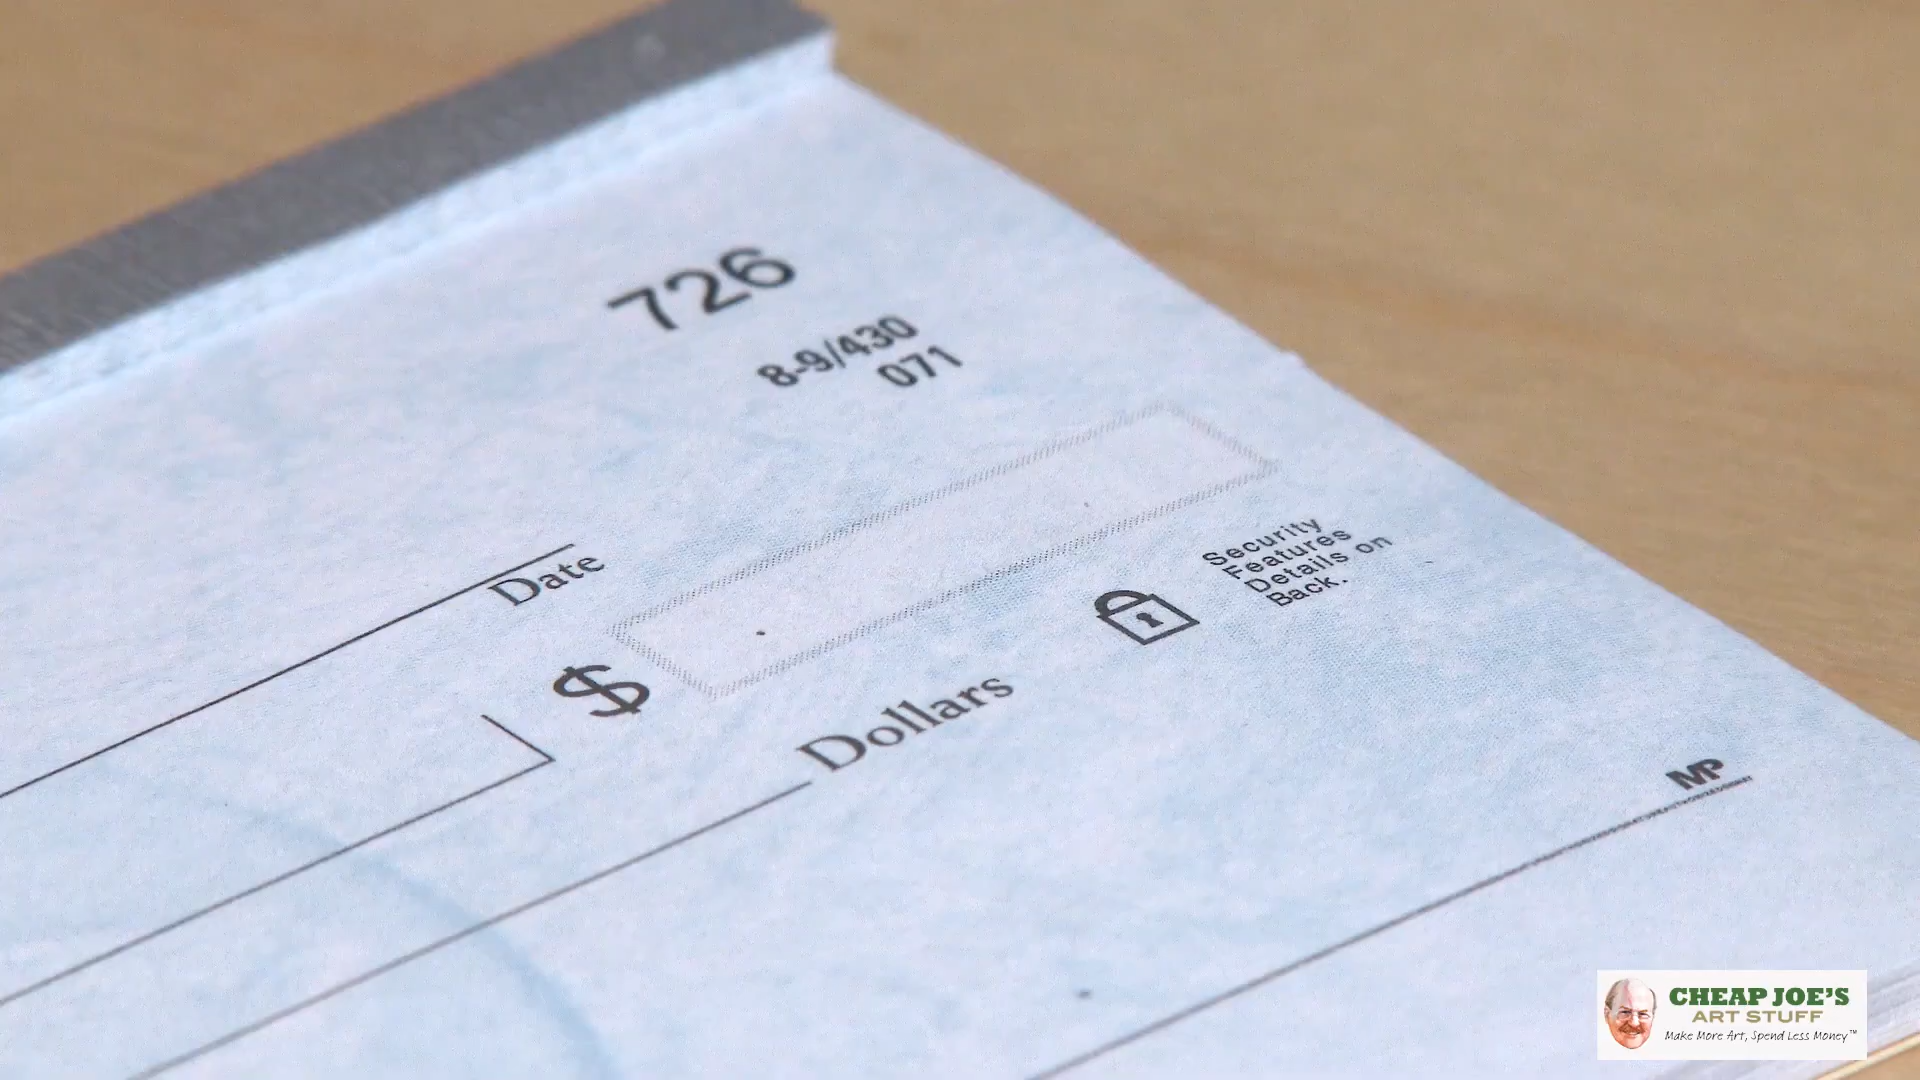 726
8-9/430
071
Date
$
Dollars
Security
Features
Details on
Back.
MP
CHEAP JOE'S
ART STUFF
Make More Art, Spend Less Money™